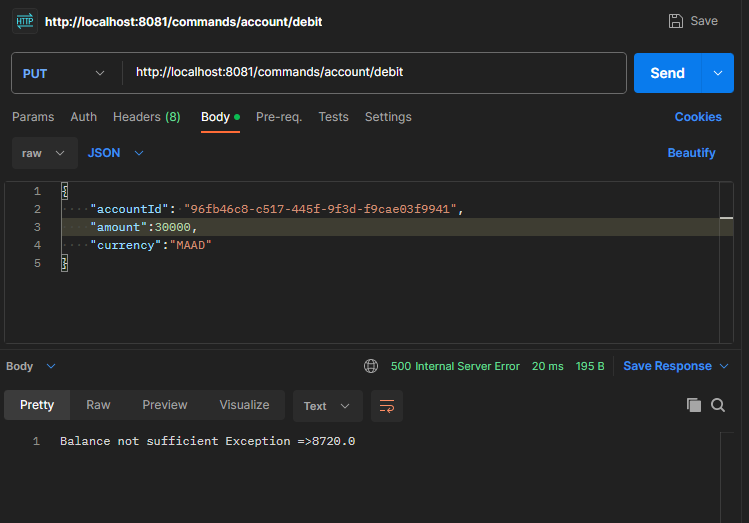 HTTP http://localhost:8081/commands/account/debit Save
PUT http://localhost:8081/commands/account/debit Send
Params Auth Headers (8) Body Pre-req. Tests Settings Cookies
raw JSON Beautify
1 {
2 "accountId": "96fb46c8-c517-445f-9f3d-f9cae03f9941",
3 "amount":30000,
4 "currency":"MAAD"
5 }
Body 500 Internal Server Error 20 ms 195 B Save Response
Pretty Raw Preview Visualize Text
1 Balance not sufficient Exception =>8720.0